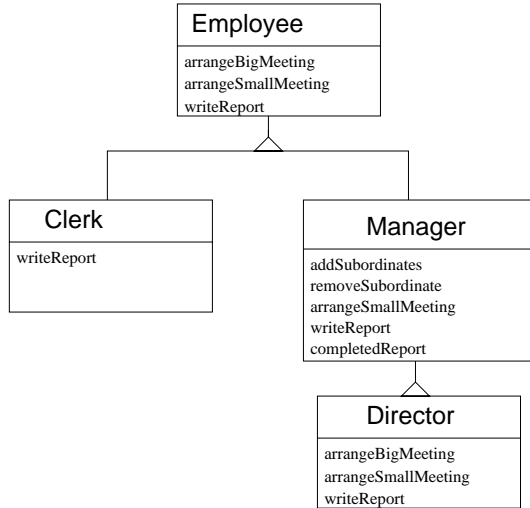 Employee
arrangeBigMeeting
arrangeSmallMeeting
writeReport
Clerk
writeReport
Manager
addSubordinates
removeSubordinate
arrangeSmallMeeting
writeReport
completedReport
Director
arrangeBigMeeting
arrangeSmallMeeting
writeReport